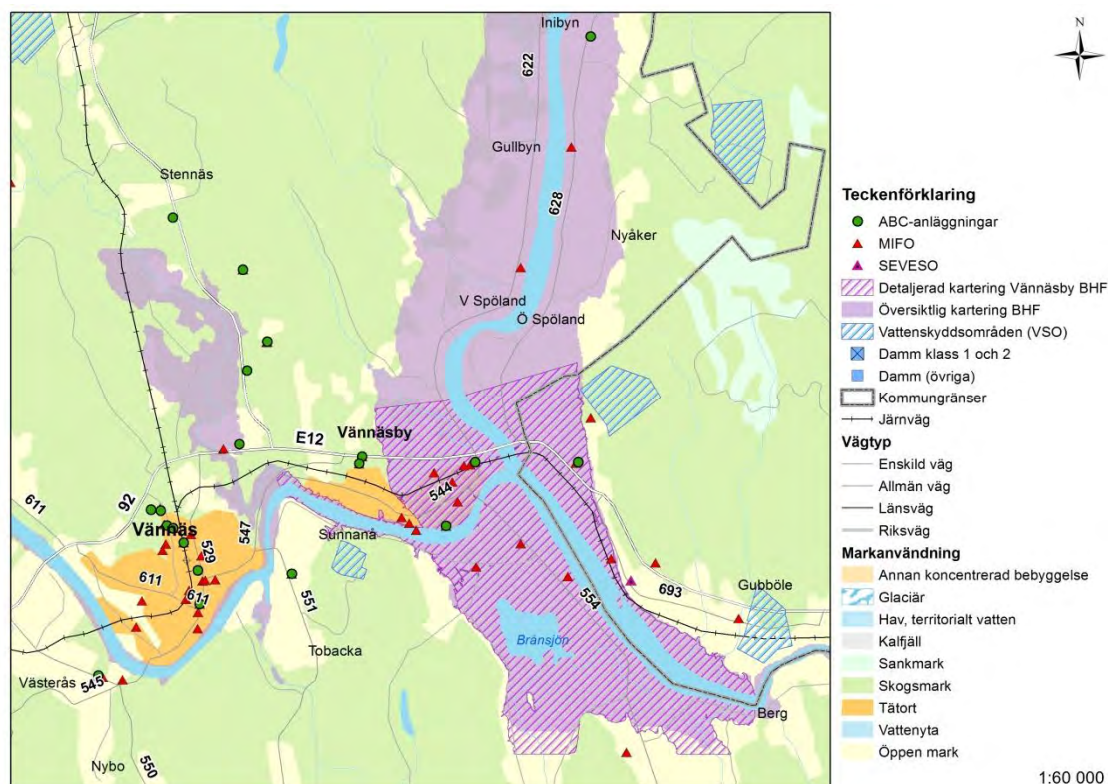 Inibyn
622
Gullbyn
Stennäs
628
Nyåker
V Spöland
Ö Spöland
Vännäsby
E12
92
611
544
Vännäs
547
529
Sunnanå
611
611
551
554
693
Gubböle
Brånsjön
Tobacka
Västerås
545
Berg
Nybo
550
N
Teckenförklaring
ABC-anläggningar
MIFO
SEVESO
Detaljerad kartering Vännäsby BHF
Översiktlig kartering BHF
Vattenskyddsområden (VSO)
Damm klass 1 och 2
Damm (övriga)
Kommungränser
Järnväg
Vägtyp
Enskild väg
Allmän väg
Länsväg
Riksväg
Markanvändning
Annan koncentrerad bebyggelse
Glaciär
Hav, territorialt vatten
Kalfjäll
Sankmark
Skogsmark
Tätort
Vattenyta
Öppen mark
1:60 000